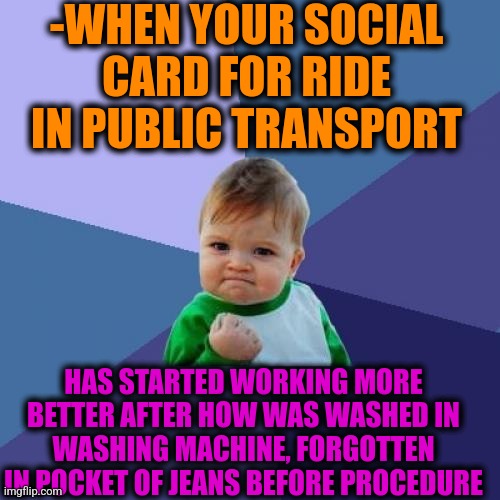 -WHEN YOUR SOCIAL
CARD FOR RIDE
IN PUBLIC TRANSPORT
HAS STARTED WORKING MORE
BETTER AFTER HOW WAS WASHED IN
WASHING MACHINE, FORGOTTEN
IN POCKET OF JEANS BEFORE PROCEDURE
imgflip.com